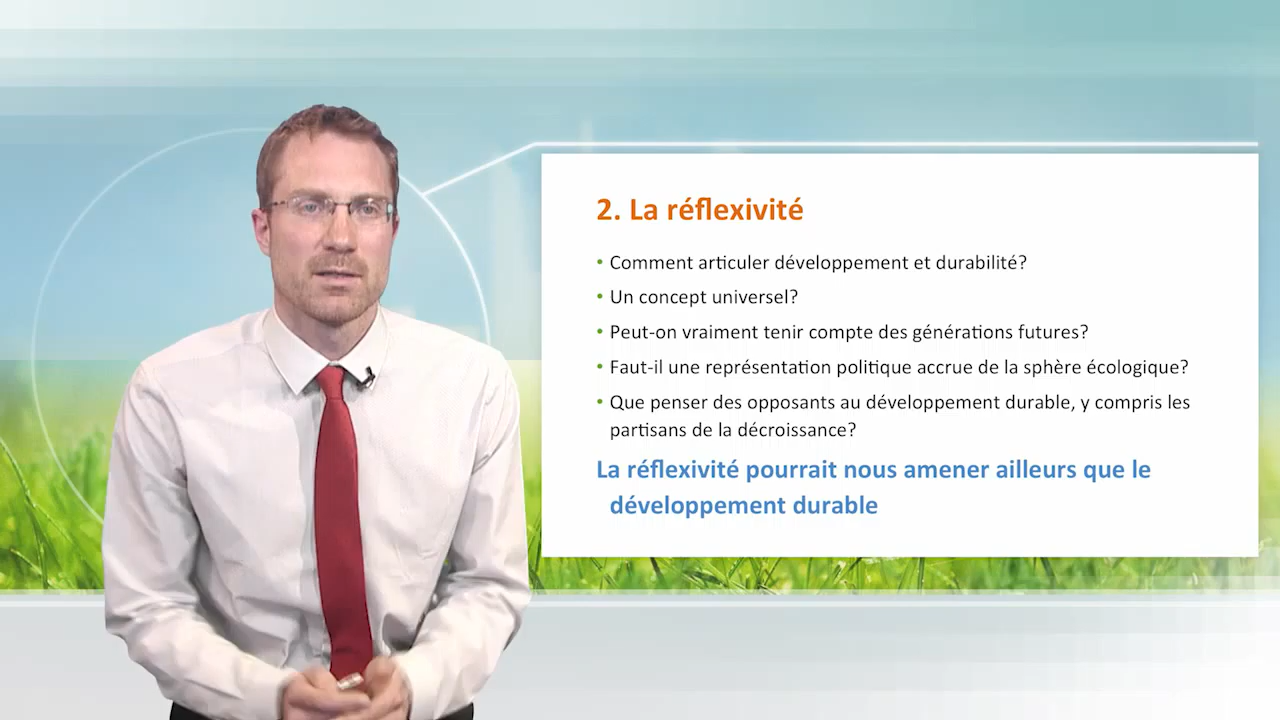 2. La réflexivité
• Comment articuler développement et durabilité?
• Un concept universel?
• Peut-on vraiment tenir compte des générations futures?
• Faut-il une représentation politique accrue de la sphère écologique?
• Que penser des opposants au développement durable, y compris les
partisans de la décroissance?
La réflexivité pourrait nous amener ailleurs que le
développement durable